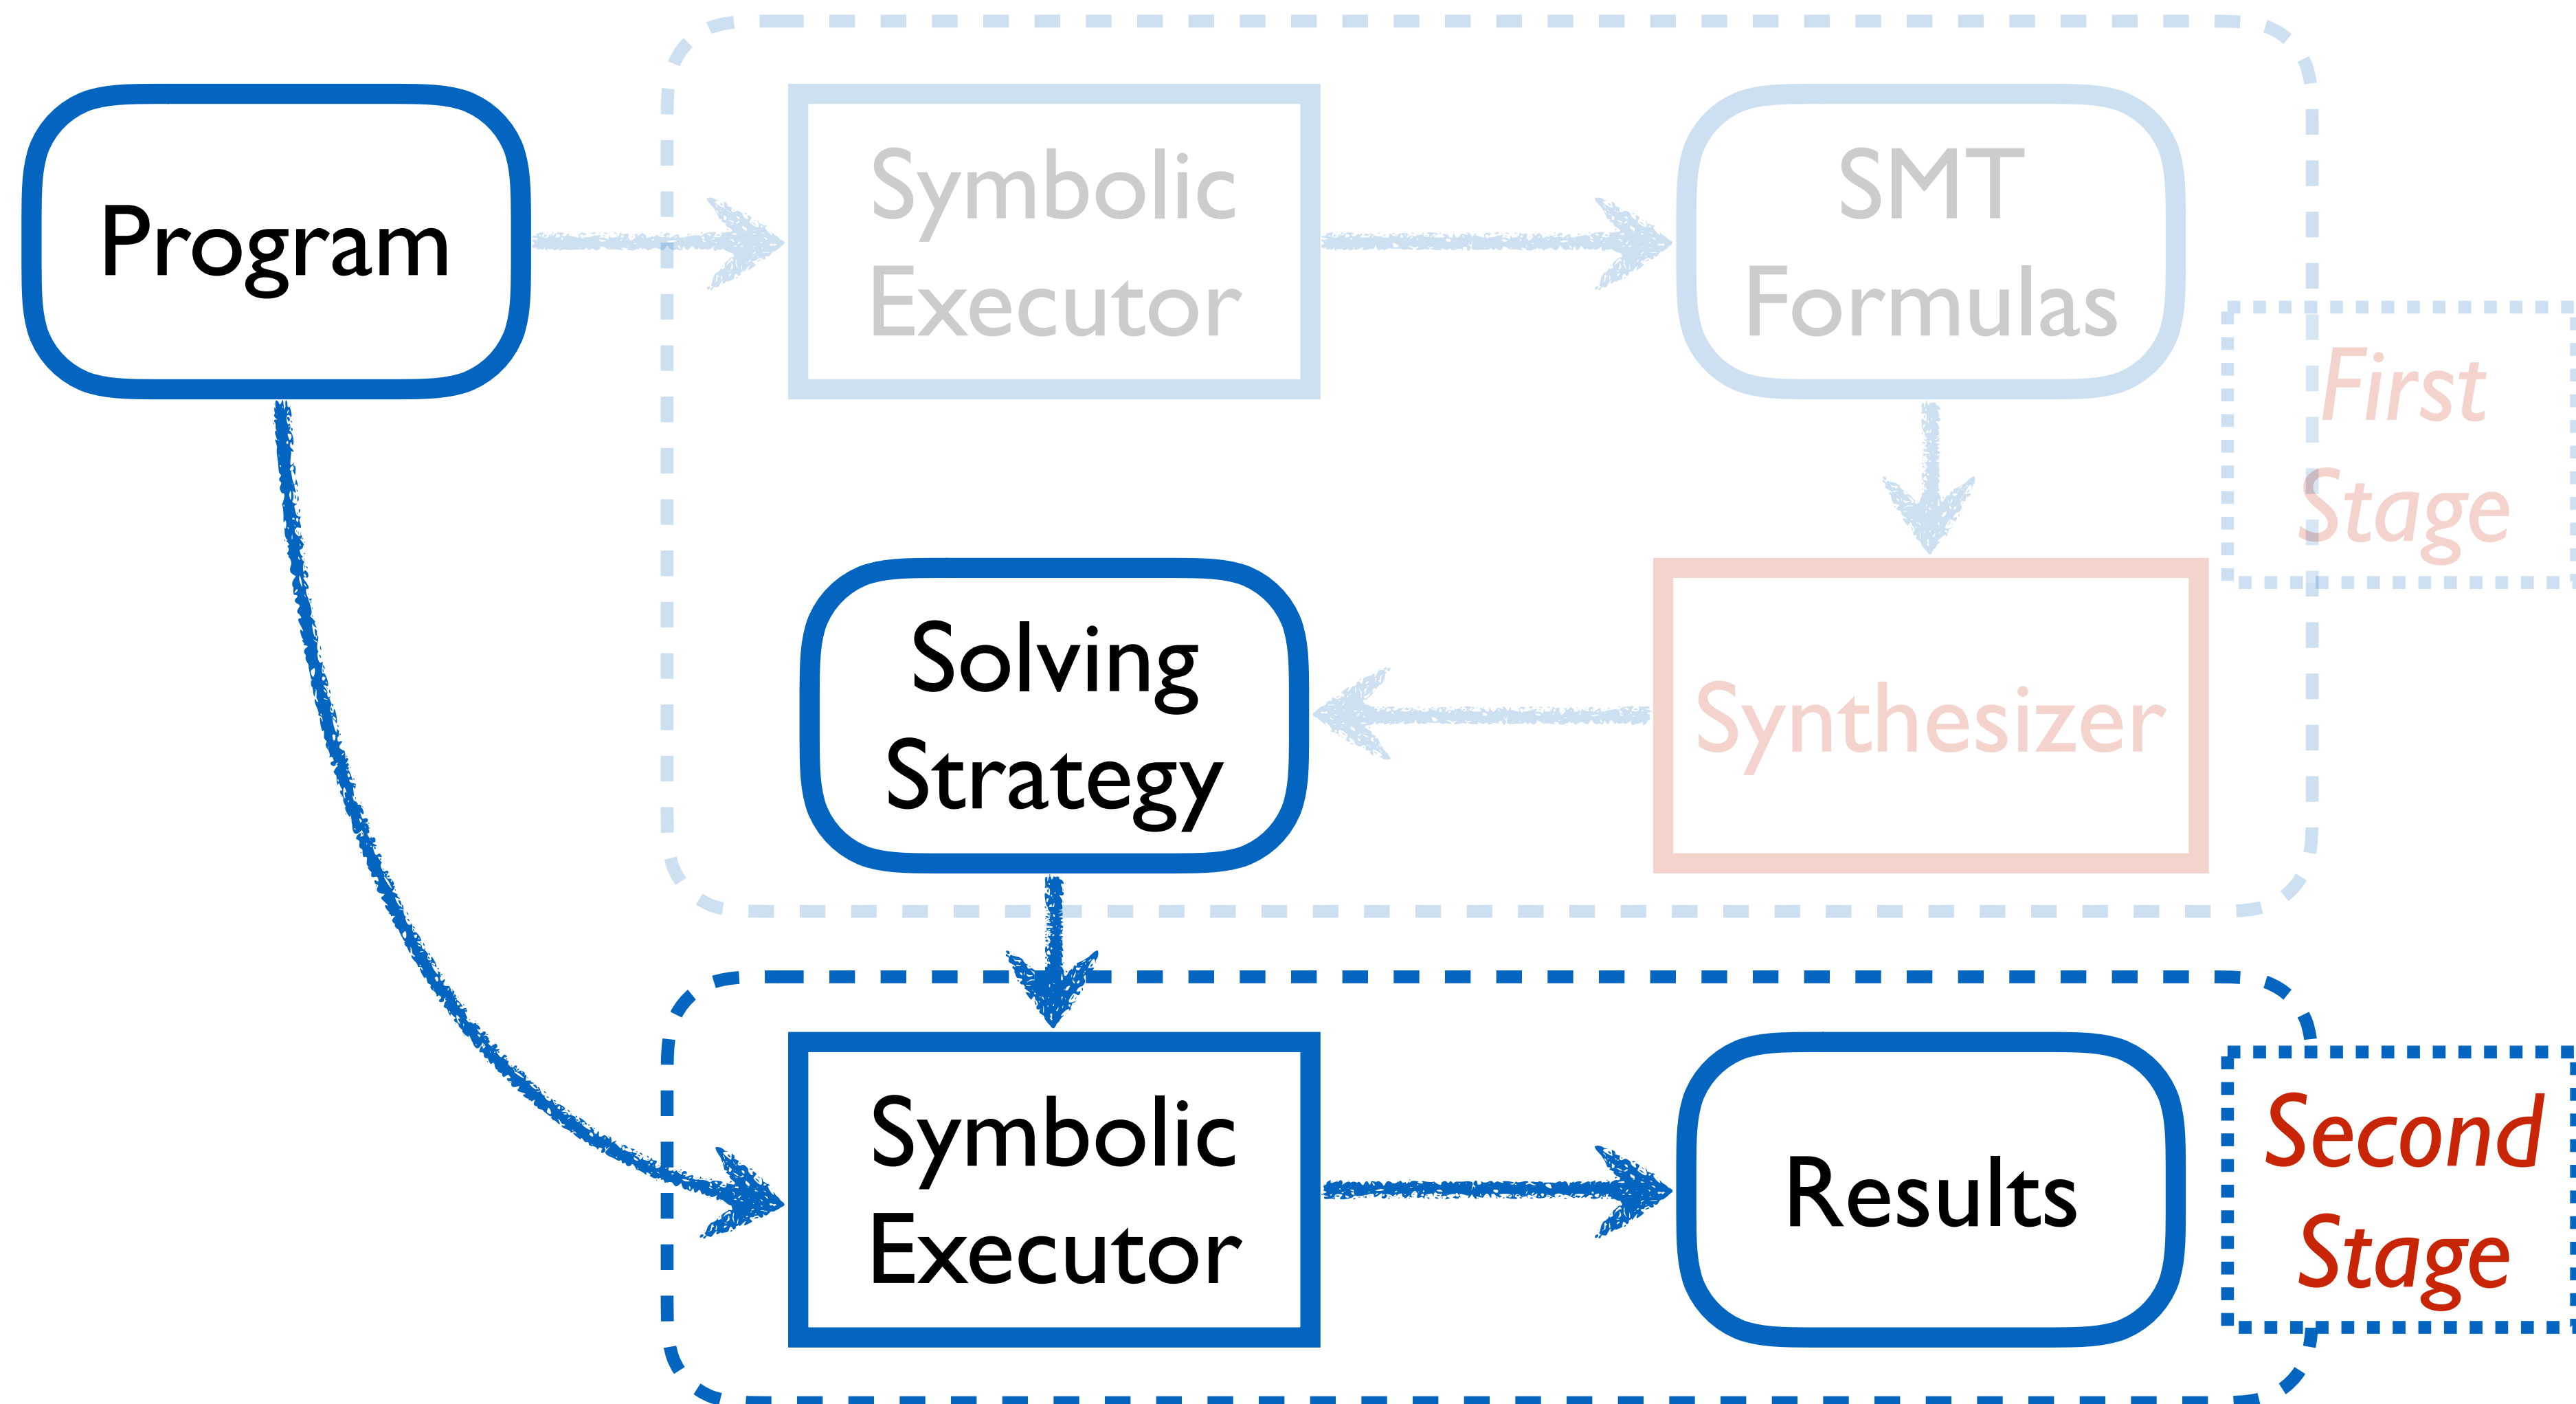 Program
Symbolic
Executor
SMT
Formulas
First
Stage
Solving
Strategy
Synthesizer
Symbolic
Executor
Results
Second
Stage